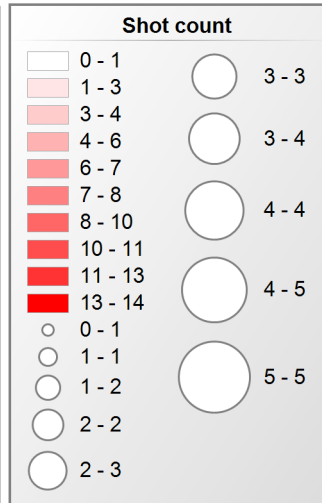 Shot count
0 - 1
1 - 3
3 - 4
4 - 6
6 - 7
7 - 8
8 - 10
10 - 11
11 - 13
13 - 14
0 - 1
1 - 1
1 - 2
2 - 2
2 - 3
3 - 3
3 - 4
4 - 4
4 - 5
5 - 5